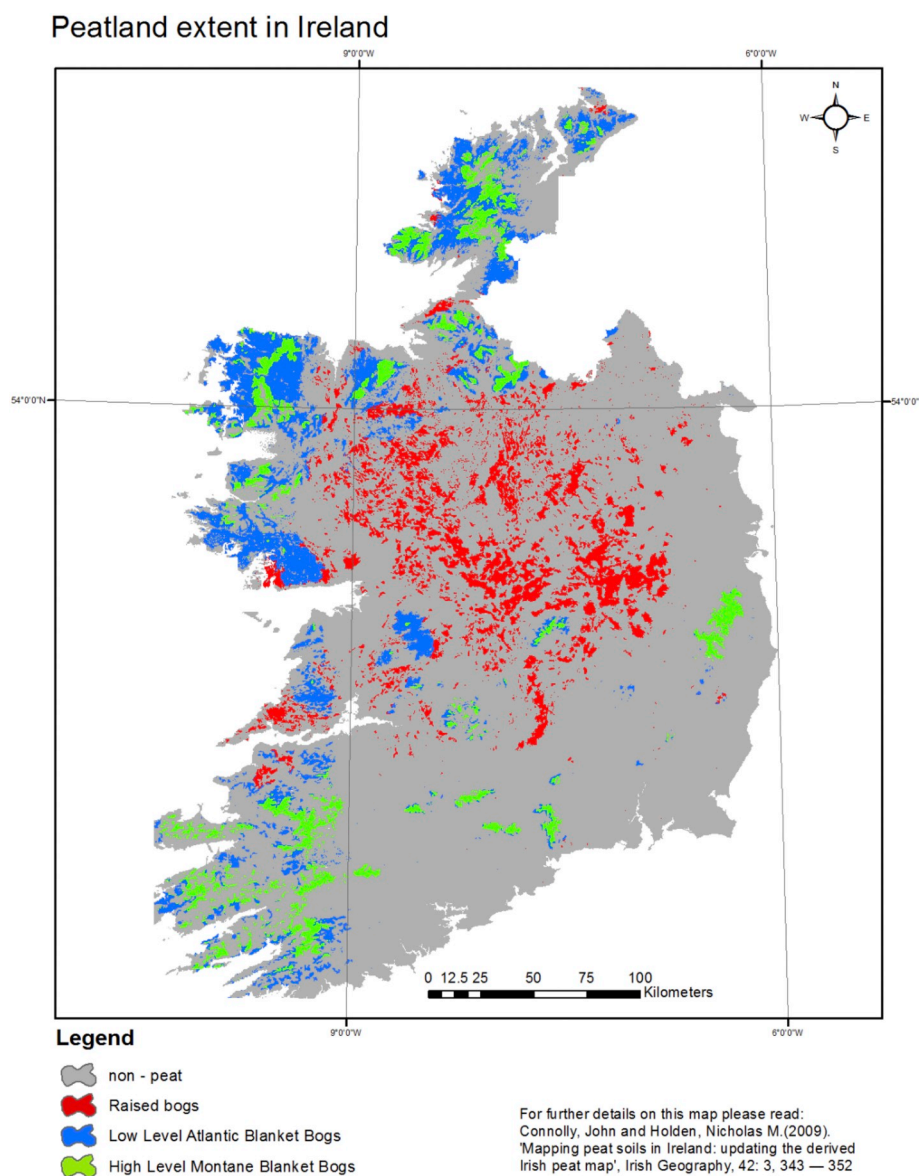 Peatland extent in Ireland
9°0'0"W
6°0'0"W
N
W
E
S
54°0'0"N
54°0'0"N
0 12.5 25 50 75 100
Kilometers
9°0'0"W
6°0'0"W
Legend
non - peat
Raised bogs
Low Level Atlantic Blanket Bogs
High Level Montane Blanket Bogs
For further details on this map please read:
Connolly, John and Holden, Nicholas M.(2009).
'Mapping peat soils in Ireland: updating the derived
Irish peat map', Irish Geography, 42: 3, 343 — 352